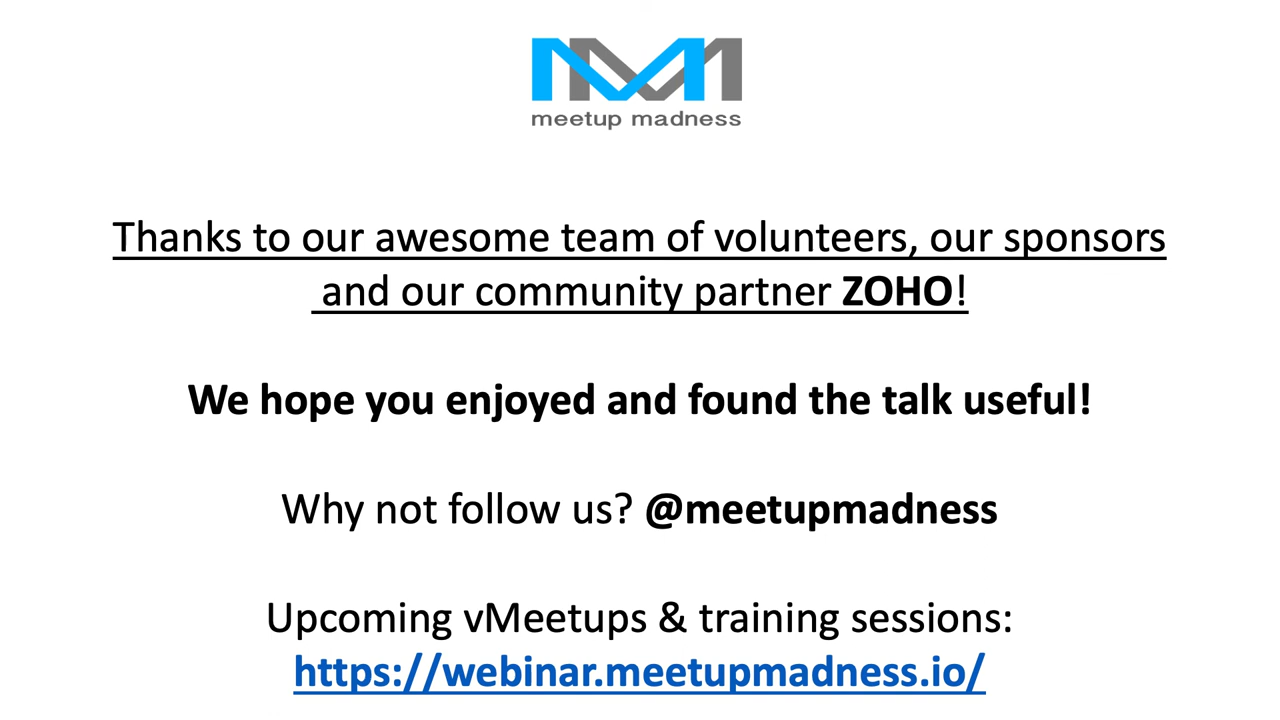 meetup madness
Thanks to our awesome team of volunteers, our sponsors
and our community partner ZOHO!
We hope you enjoyed and found the talk useful!
Why not follow us? @meetupmadness
Upcoming vMeetups & training sessions:
https://webinar.meetupmadness.io/